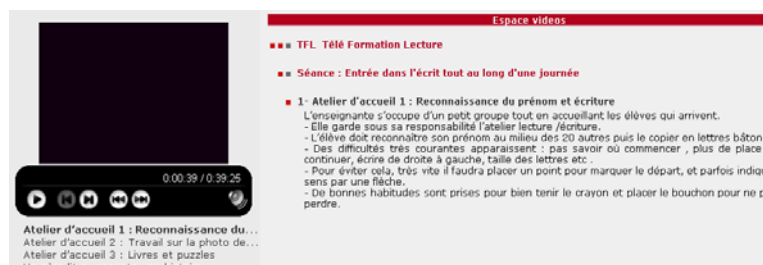 Espace videos
TFL Télé Formation Lecture
Séance : Entrée dans l'écrit tout au long d'une journée
1- Atelier d'accueil 1 : Reconnaissance du prénom et écriture
L'enseignante s'occupe d'un petit groupe tout en accueillant les élèves qui arrivent.
- Elle garde sous sa responsabilité l'atelier lecture /écriture.
- L'élève doit reconnaître son prénom au milieu des 20 autres puis le copier en lettres bâton
- Des difficultés très courantes apparaissent : pas savoir où commencer , plus de place
continuer, écrire de droite à gauche, taille des lettres etc .
- Pour éviter cela, très vite il faudra placer un point pour marquer le départ, et parfois indiqu
sens par une flèche.
- De bonnes habitudes sont prises pour bien tenir le crayon et placer le bouchon pour ne p
perdre.
0:00:39 / 0:39:25
Atelier d'accueil 1 : Reconnaissance du...
Atelier d'accueil 2 : Travail sur la photo de...
Atelier d'accueil 3 : Livres et puzzles